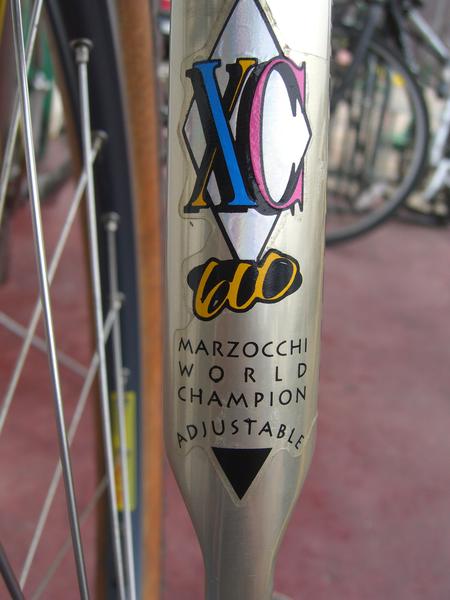 XC
600
MARZOCCHI
WORLD
CHAMPION
ADJUSTABLE